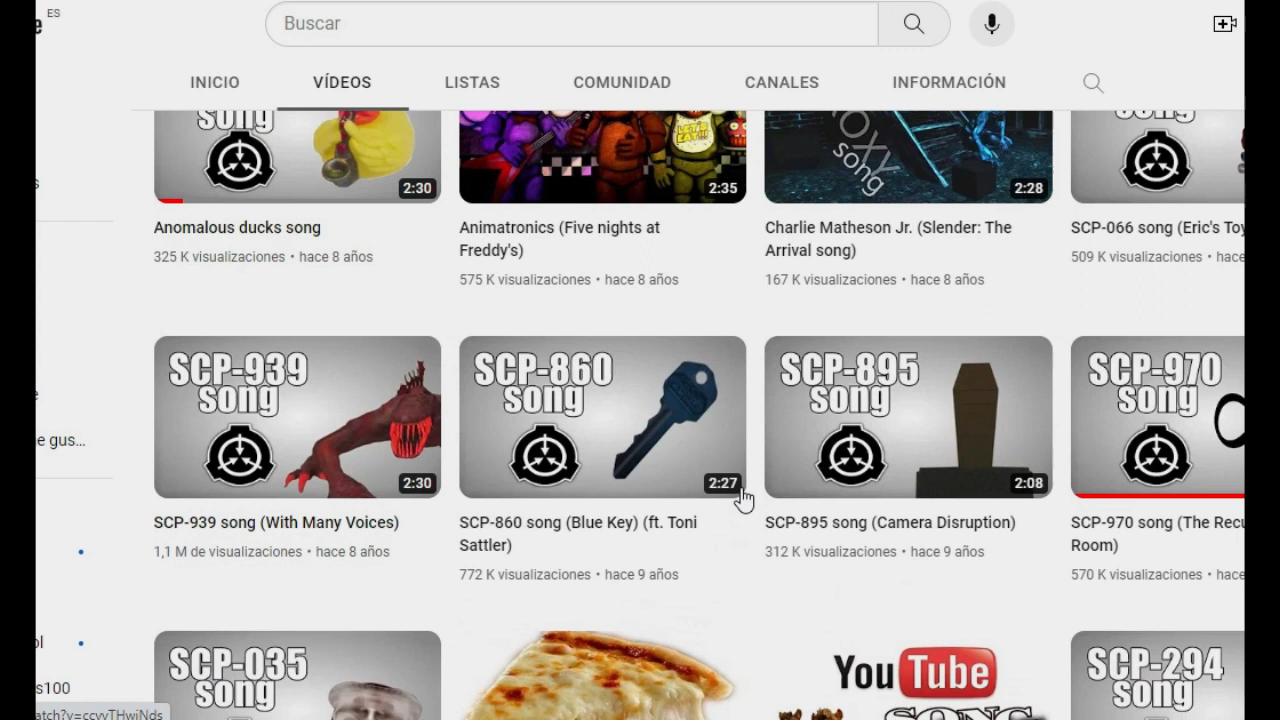 ES
Buscar
INICIO
VÍDEOS
LISTAS
COMUNIDAD
CANALES
INFORMACIÓN
song
LET'S EAT!!!
song
2:30
2:35
2:28
Anomalous ducks song
Animatronics (Five nights at
Freddy's)
Charlie Matheson Jr. (Slender: The
Arrival song)
SCP-066 song (Eric's Toy
325 K visualizaciones • hace 8 años
575 K visualizaciones • hace 8 años
167 K visualizaciones • hace 8 años
509 K visualizaciones • hace
SCP-939
song
2:30
SCP-860
song
2:27
SCP-895
song
2:08
SCP-970
song
e gus...
SCP-939 song (With Many Voices)
1,1 M de visualizaciones • hace 8 años
SCP-860 song (Blue Key) (ft. Toni
Sattler)
772 K visualizaciones • hace 9 años
SCP-895 song (Camera Disruption)
312 K visualizaciones • hace 9 años
SCP-970 song (The Recu
Room)
570 K visualizaciones • hace
SCP-035
song
YouTube
SONG
SCP-294
song
s100